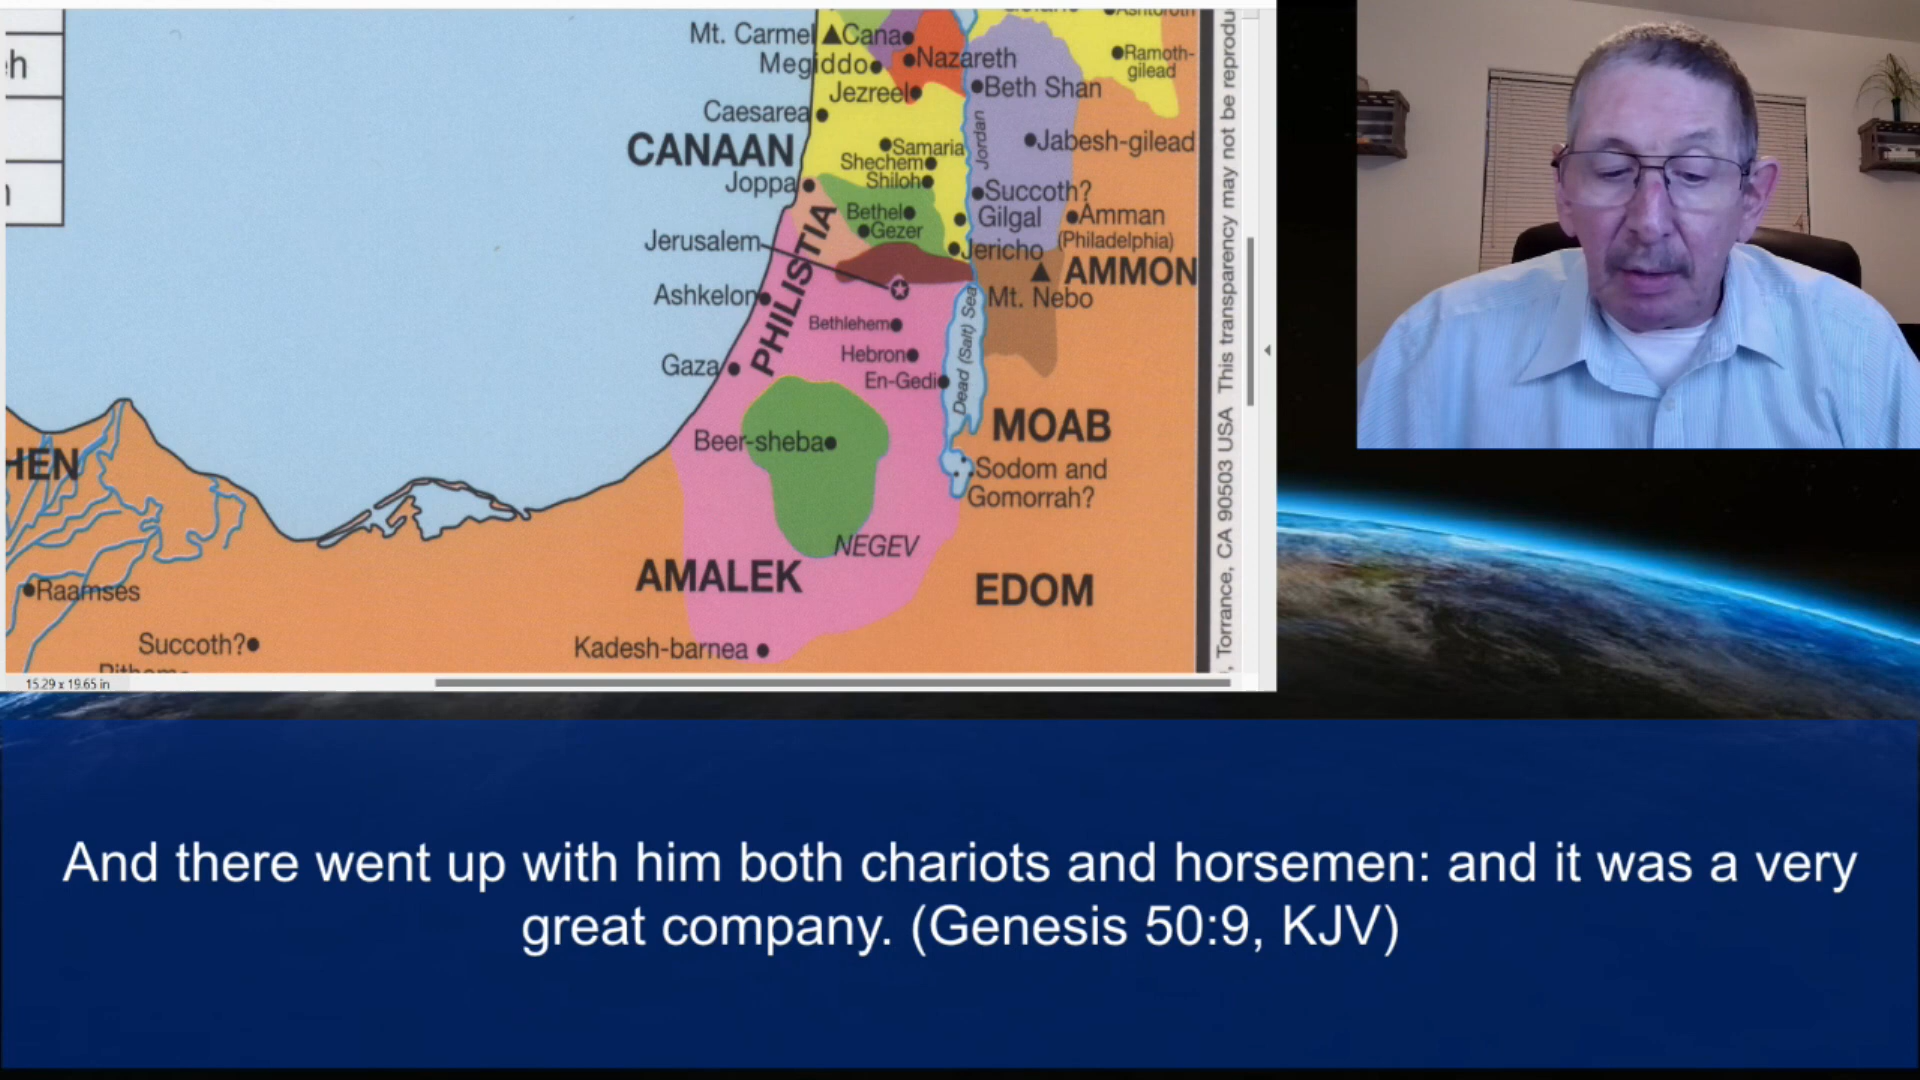 Mt. Carmel
Cana
Ashtoroth
Nazareth
Ramoth-
gilead
Megiddo
Beth Shan
Jezreel
Caesarea
Jordan
CANAAN
Samaria
Jabesh-gilead
Shechem
Joppa
Shiloh
Succoth?
Bethel
Gilgal
Amman
(Philadelphia)
Gezer
PHILISTIA
Jerusalem
Jericho
AMMON
Ashkelon
Mt. Nebo
Bethlehem
Dead (Salt) Sea
Hebron
Gaza
En-Gedi
MOAB
Beer-sheba
Sodom and
Gomorrah?
NEGEV
AMALEK
EDOM
Raamses
Succoth?
Kadesh-barnea
, Torrance, CA 90503 USA This transparency may not be reprodu
15.29 x 19.65 in
And there went up with him both chariots and horsemen: and it was a very
great company. (Genesis 50:9, KJV)